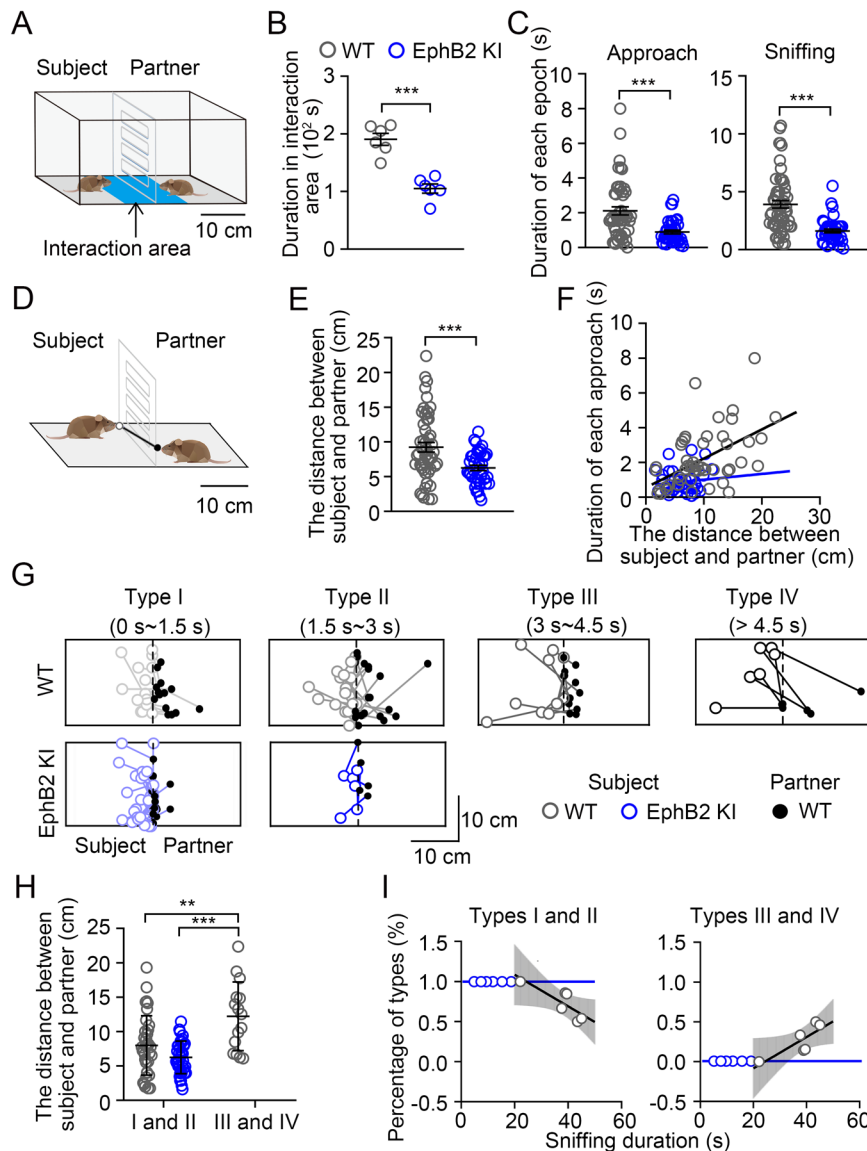 A
Subject Partner
Interaction area
10 cm
B
WT EphB2 KI
Duration in interaction
area (10² s)
3
2
1
0
***
C
Duration of each epoch (s)
Approach
10
8
6
4
2
0
***
Sniffing
15
10
5
0
***
D
Subject Partner
10 cm
E
The distance between
subject and partner (cm)
25
20
15
10
5
0
***
F
Duration of each approach (s)
10
8
6
4
2
0
0 10 20 30
The distance between
subject and partner (cm)
G
Type I
(0 s~1.5 s)
Type II
(1.5 s~3 s)
Type III
(3 s~4.5 s)
Type IV
(> 4.5 s)
WT
EphB2 KI
Subject Partner
10 cm
10 cm
Subject Partner
WT EphB2 KI WT
H
The distance between
subject and partner (cm)
25
20
15
10
5
0
**
***
I and II III and IV
I
Percentage of types (%)
Types I and II
1.5
1.0
0.5
0.0
-0.5
0 20 40 60
Types III and IV
1.5
1.0
0.5
0.0
-0.5
0 20 40 60
Sniffing duration (s)